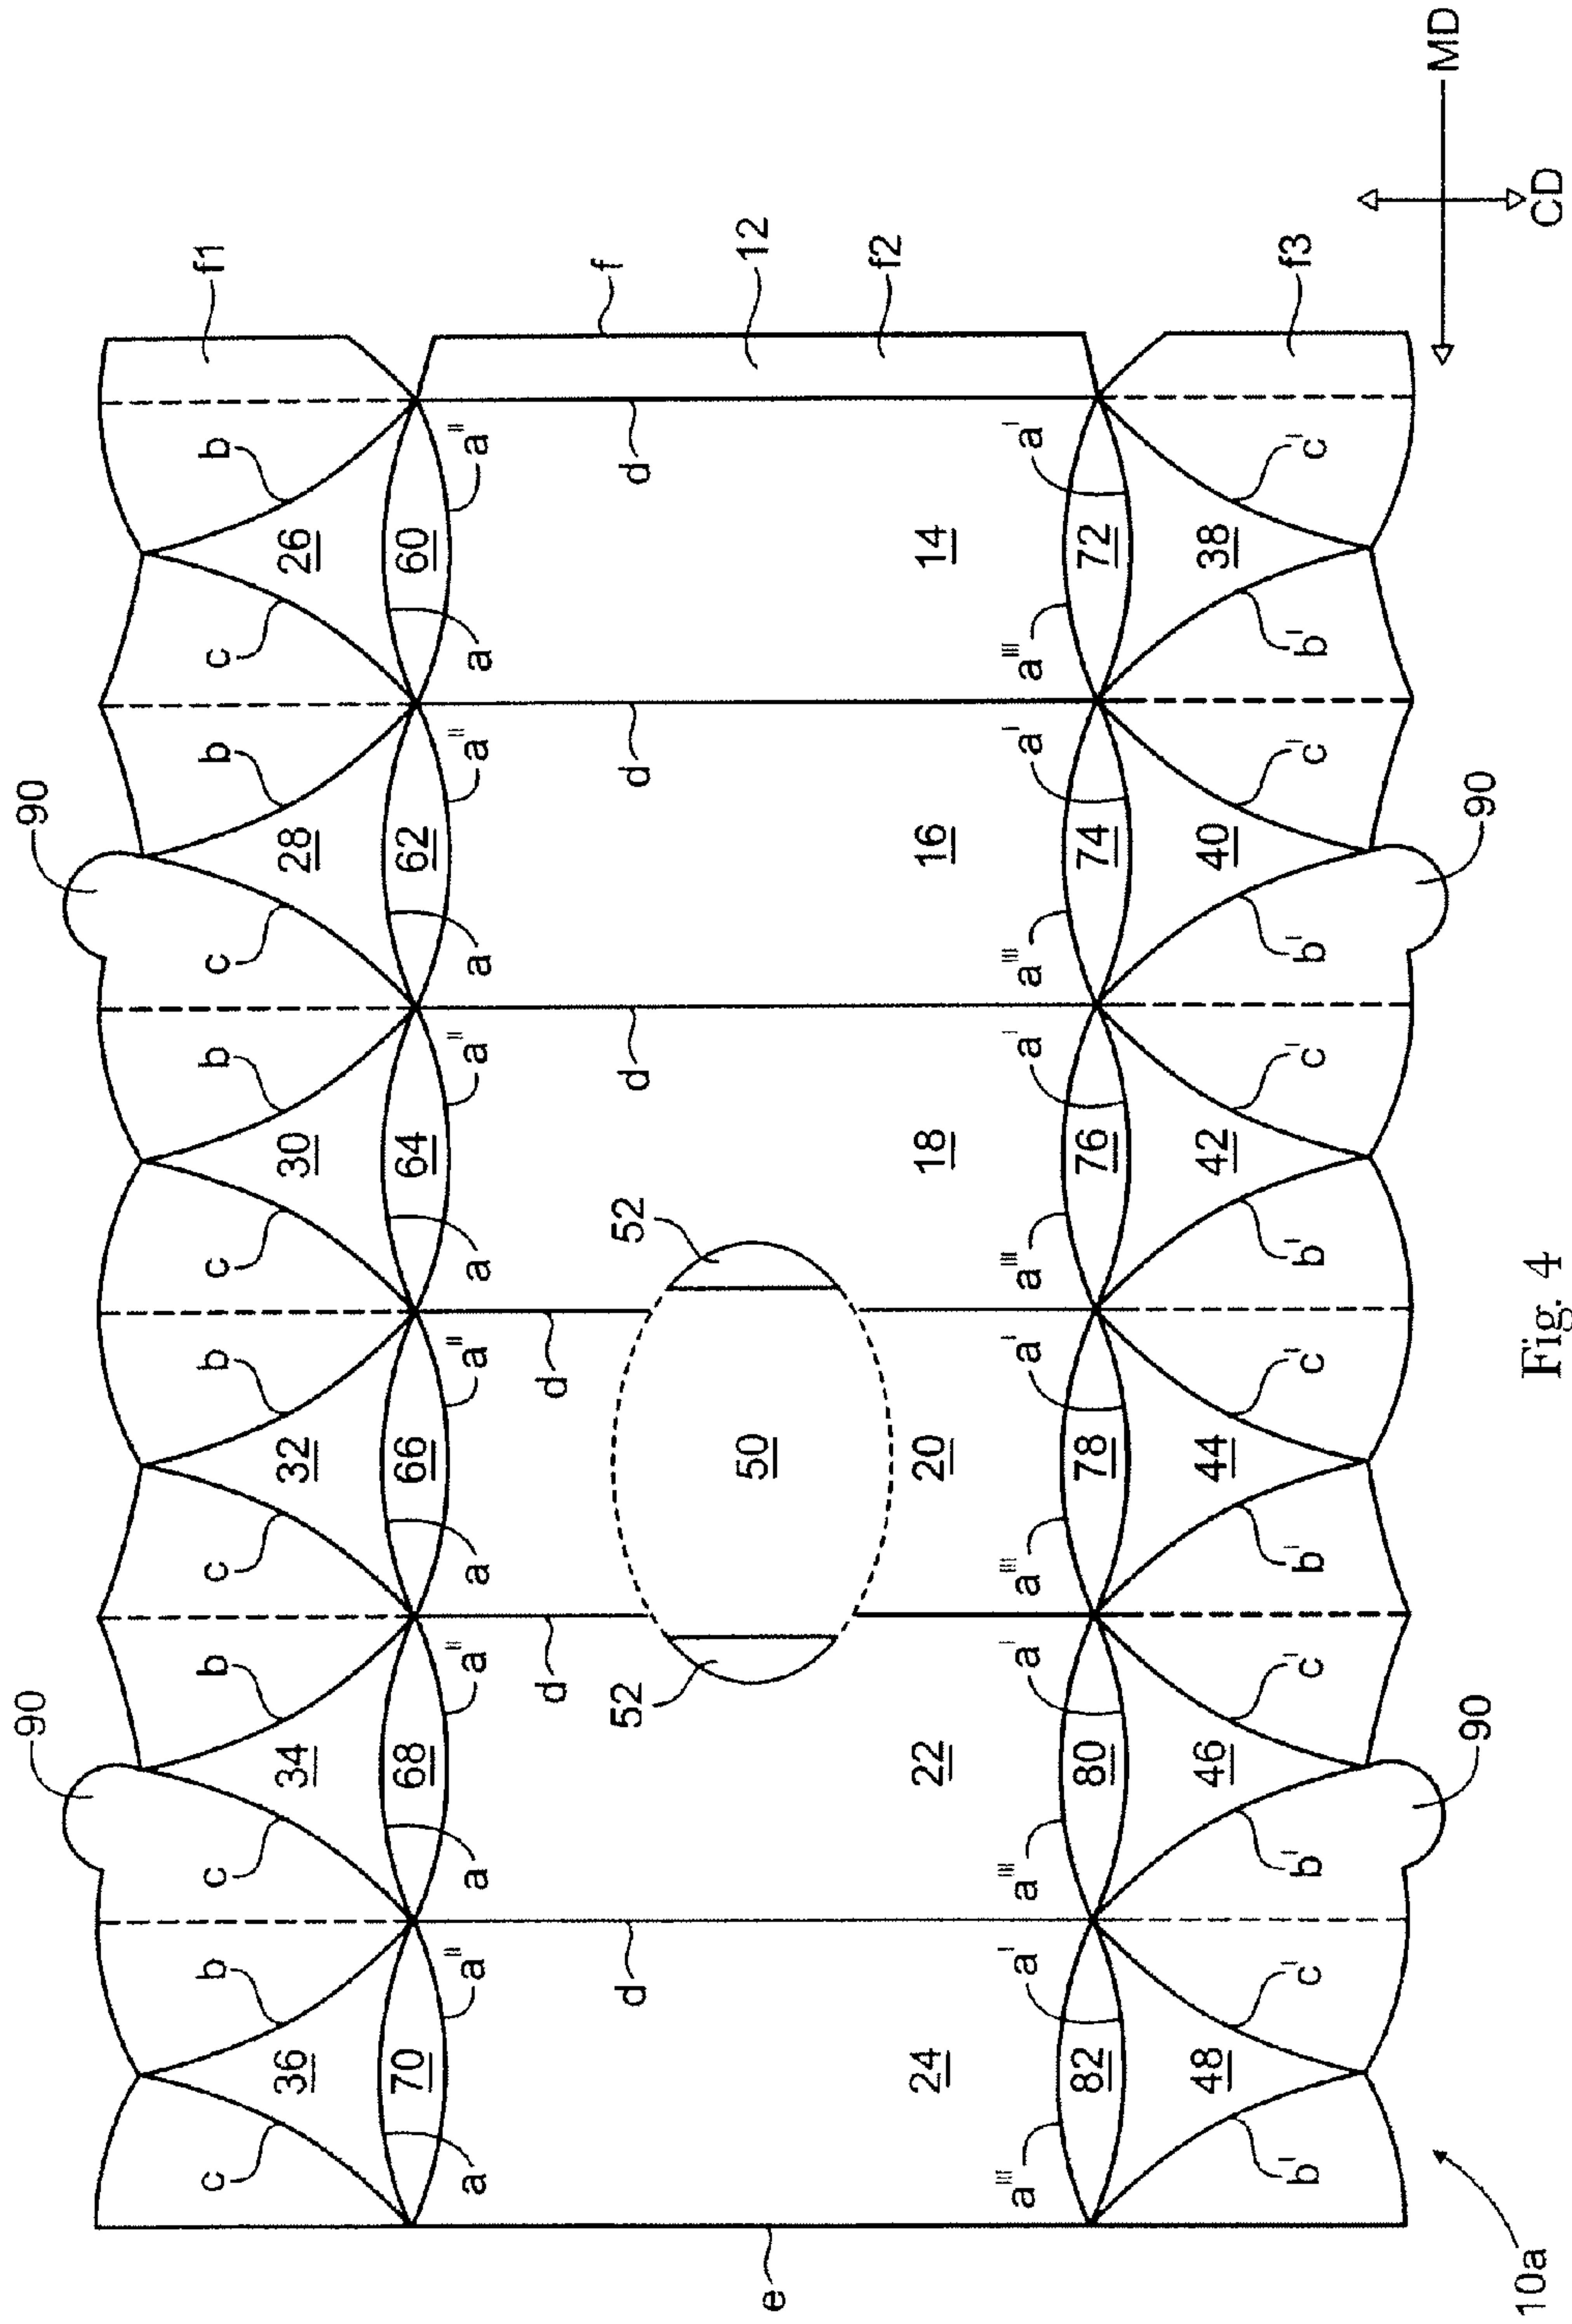 90 90
c b c b c b c b c b c b f1
36 34 32 30 28 26
70 68 66 64 62 60
a a'' a a'' a a'' a a'' a a'' a a''
d d
d 52 52 d d d f
e 50 12
f2
24 22 20 18 16 14
a''' a' a''' a' a''' a' a''' a' a''' a' a''' a'
82 80 78 76 74 72
48 46 44 42 40 38
b' c' b' c' b' c' b' c' b' c' b' c' f3
90 90 MD
10a CD
Fig. 4